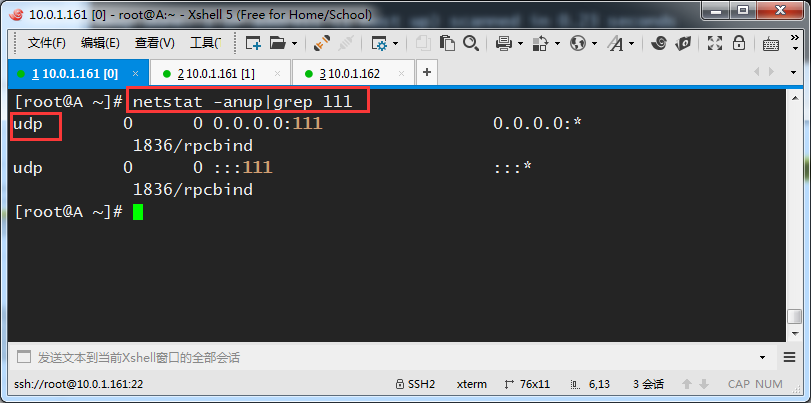 10.0.1.161 [0] - root@A:~ - Xshell 5 (Free for Home/School)
文件(F) 编辑(E) 查看(V) 工具(
1 10.0.1.161 [0] × 2 10.0.1.161 [1] × 3 10.0.1.162 × +
[root@A ~]# netstat -anup|grep 111
udp 0 0 0.0.0.0:111 0.0.0.0:*
1836/rpcbind
udp 0 0 :::111 :::*
1836/rpcbind
[root@A ~]#
发送文本到当前Xshell窗口的全部会话
ssh://root@10.0.1.161:22 SSH2 xterm 76x11 6,13 3 会话 CAP NUM